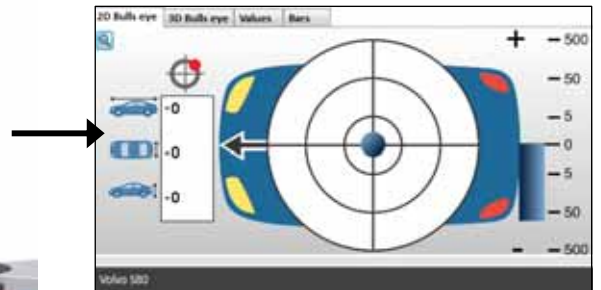 2D Bulls eye 3D Bulls eye Values Bars
+ – 500
– 50
– 5
-0
-0
– 0
– 5
-0
– 50
- – 500
Volvo S80